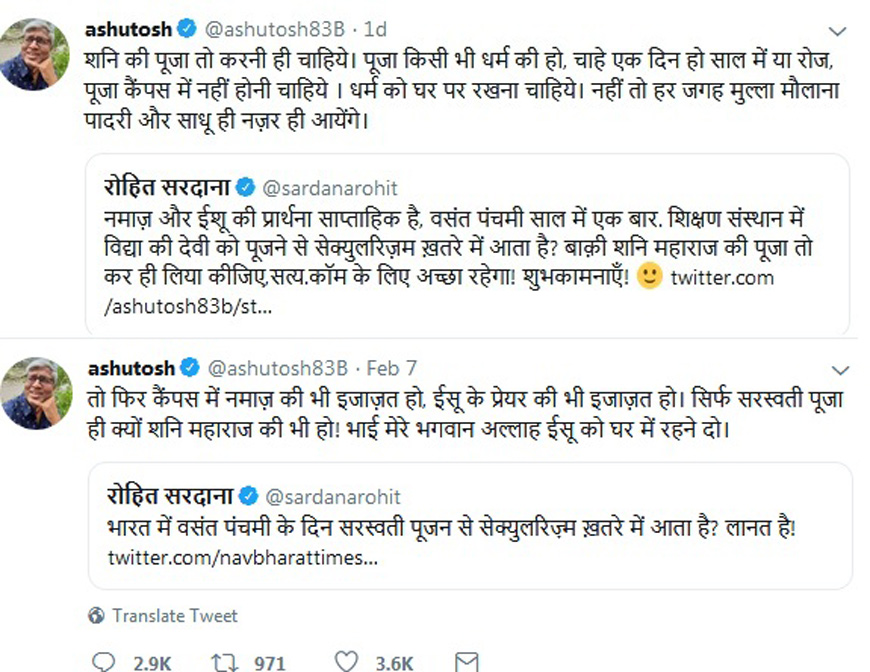 ashutosh @ashutosh83B · 1d
शनि की पूजा तो करनी ही चाहिये। पूजा किसी भी धर्म की हो, चाहे एक दिन हो साल में या रोज,
पूजा कैंपस में नहीं होनी चाहिये । धर्म को घर पर रखना चाहिये। नहीं तो हर जगह मुल्ला मौलाना
पादरी और साधू ही नज़र ही आयेंगे।
रोहित सरदाना @sardanarohit
नमाज़ और ईशू की प्रार्थना साप्ताहिक है, वसंत पंचमी साल में एक बार. शिक्षण संस्थान में
विद्या की देवी को पूजने से सेक्युलरिज़म ख़तरे में आता है? बाक़ी शनि महाराज की पूजा तो
कर ही लिया कीजिए,सत्य.कॉम के लिए अच्छा रहेगा! शुभकामनाएँ! 🙂 twitter.com
/ashutosh83b/st...
ashutosh @ashutosh83B · Feb 7
तो फिर कैंपस में नमाज़ की भी इजाज़त हो, ईसू के प्रेयर की भी इजाज़त हो। सिर्फ सरस्वती पूजा
ही क्यों शनि महाराज की भी हो! भाई मेरे भगवान अल्लाह ईसू को घर में रहने दो।
रोहित सरदाना @sardanarohit
भारत में वसंत पंचमी के दिन सरस्वती पूजन से सेक्युलरिज़्म ख़तरे में आता है? लानत है!
twitter.com/navbharattimes...
Translate Tweet
2.9K 971 3.6K